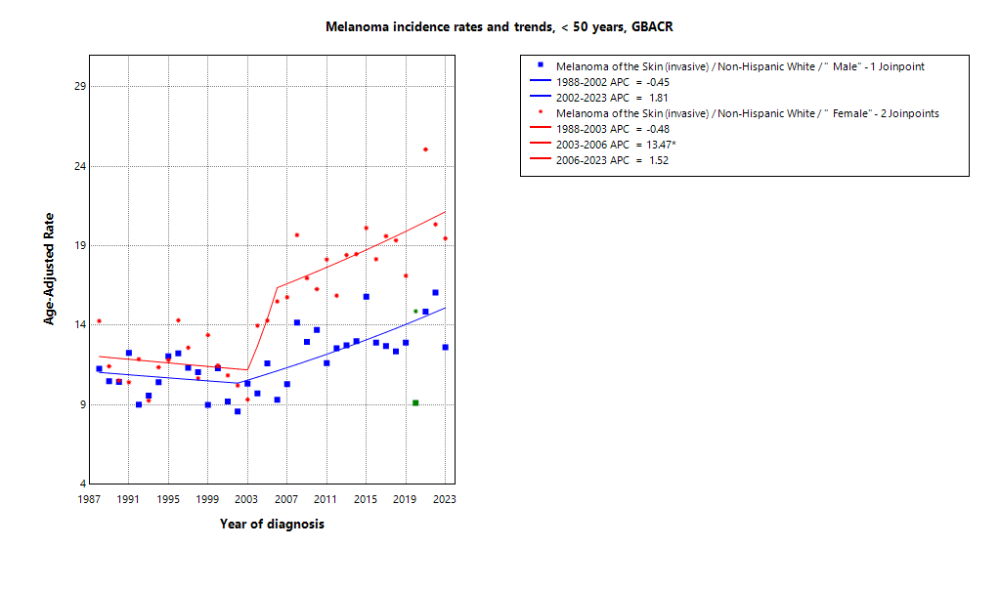 Melanoma incidence rates and trends, < 50 years, GBACR
Melanoma of the Skin (invasive) / Non-Hispanic White / " Male" - 1 Joinpoint
1988-2002 APC = -0.45
2002-2023 APC = 1.81
Melanoma of the Skin (invasive) / Non-Hispanic White / " Female" - 2 Joinpoints
1988-2003 APC = -0.48
2003-2006 APC = 13.47*
2006-2023 APC = 1.52
Age-Adjusted Rate
29
24
19
14
9
4
1987 1991 1995 1999 2003 2007 2011 2015 2019 2023
Year of diagnosis